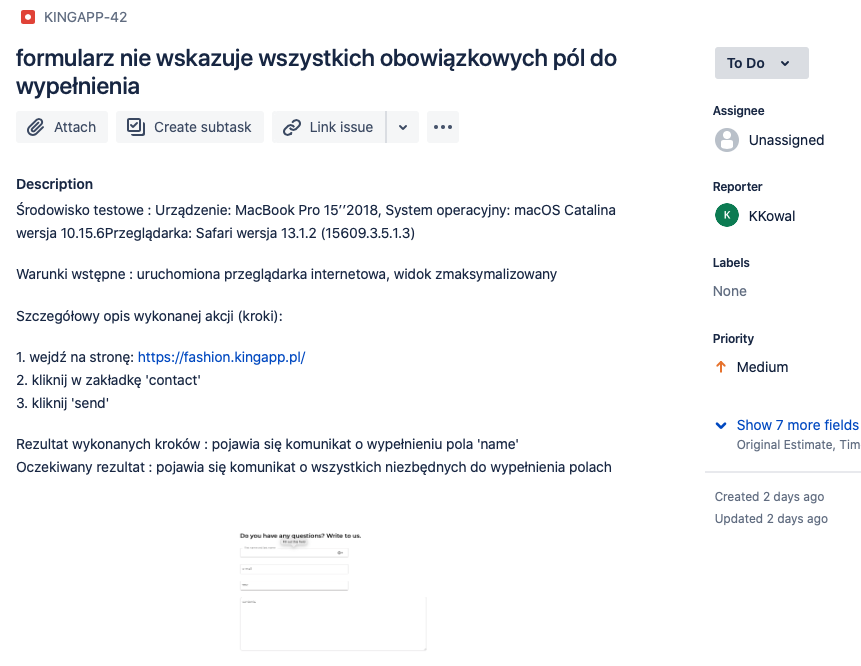 KINGAPP-42
formularz nie wskazuje wszystkich obowiązkowych pól do
wypełnienia
Attach
Create subtask
Link issue
Description
Środowisko testowe : Urządzenie: MacBook Pro 15’’2018, System operacyjny: macOS Catalina
wersja 10.15.6Przeglądarka: Safari wersja 13.1.2 (15609.3.5.1.3)
Warunki wstępne : uruchomiona przeglądarka internetowa, widok zmaksymalizowany
Szczegółowy opis wykonanej akcji (kroki):
1. wejdź na stronę: https://fashion.kingapp.pl/
2. kliknij w zakładkę 'contact'
3. kliknij 'send'
Rezultat wykonanych kroków : pojawia się komunikat o wypełnieniu pola 'name'
Oczekiwany rezultat : pojawia się komunikat o wszystkich niezbędnych do wypełnienia polach
Do you have any questions? Write to us.
To Do
Assignee
Unassigned
Reporter
K
KKowal
Labels
None
Priority
Medium
Show 7 more fields
Original Estimate, Tim
Created 2 days ago
Updated 2 days ago